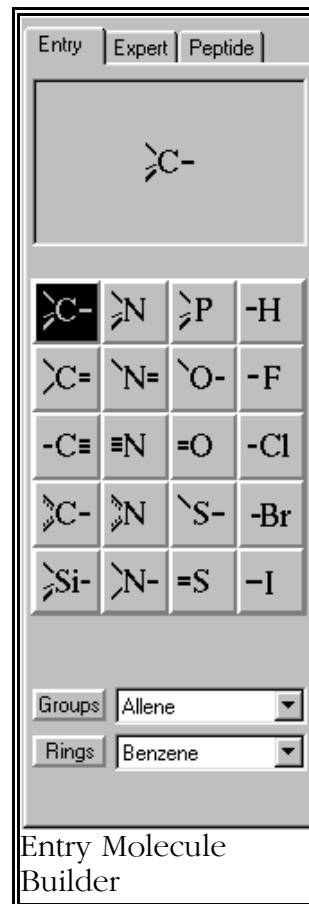 Entry Expert Peptide
C-
C- N P -H
C= N= O- -F
-C≡ ≡N =O -Cl
C- N S- -Br
Si- N- =S -I
Groups Allene
Rings Benzene
Entry Molecule
Builder